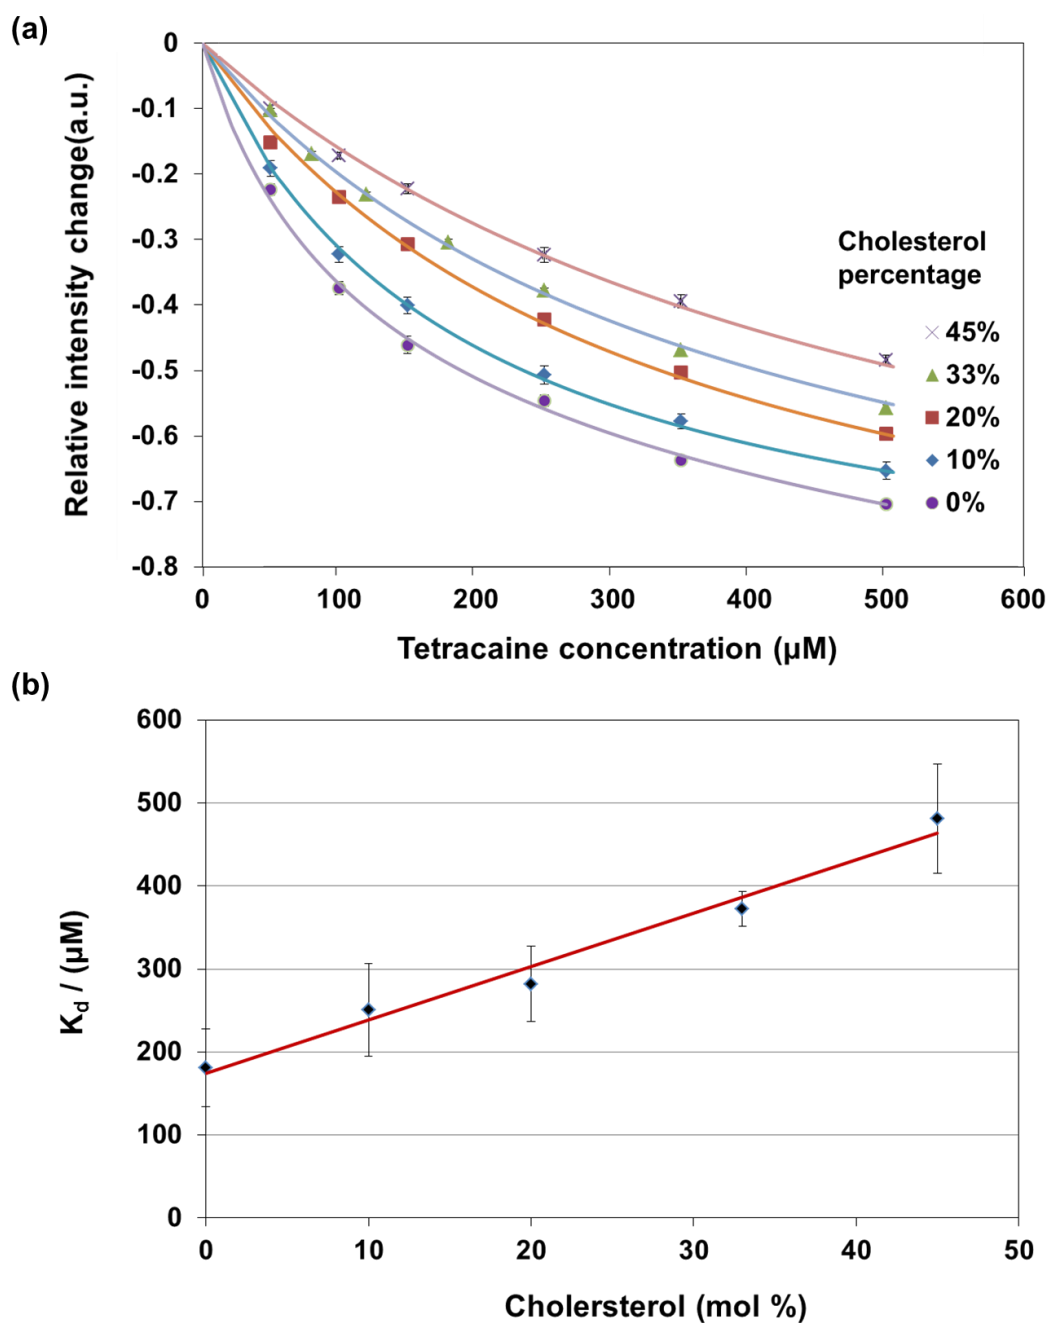 (a)
Relative intensity change(a.u.)
0
-0.1
-0.2
-0.3
-0.4
-0.5
-0.6
-0.7
-0.8
0 100 200 300 400 500 600
Tetracaine concentration (µM)
Cholesterol
percentage
45%
33%
20%
10%
0%
(b)
K_d / (µM)
600
500
400
300
200
100
0
0 10 20 30 40 50
Cholersterol (mol %)